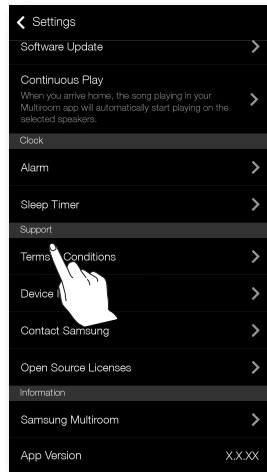 Settings
Software Update
Continuous Play
When you arrive home, the song playing in your
Multiroom app will automatically start playing on the
selected speakers.
Clock
Alarm
Sleep Timer
Support
Terms Conditions
Device
Contact Samsung
Open Source Licenses
Information
Samsung Multiroom
App Version X.X.XX